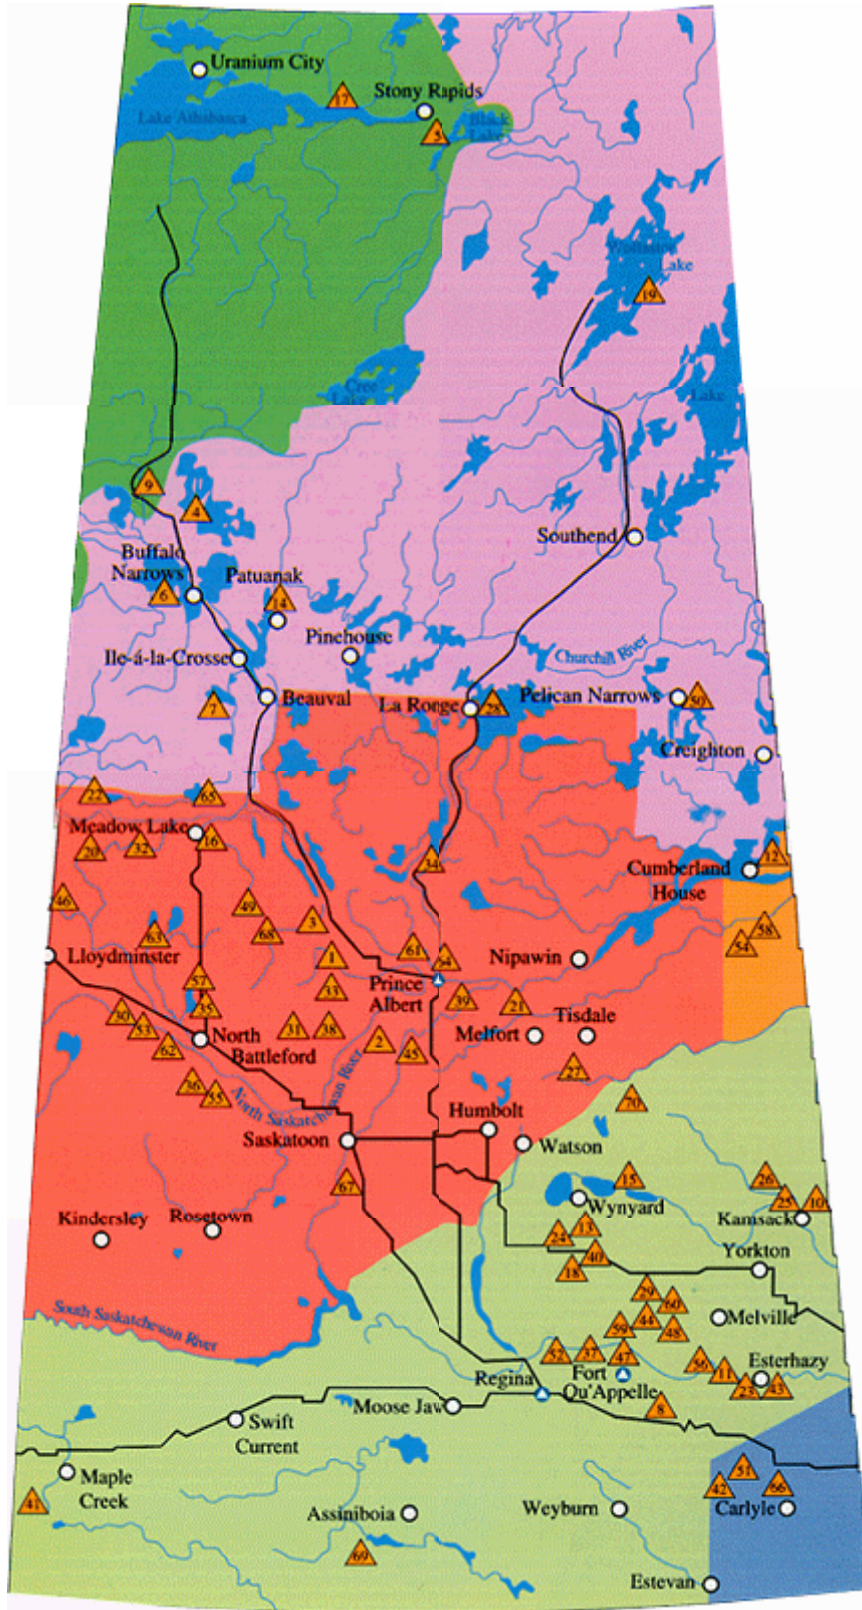 Uranium City
17
Stony Rapids
Lake Athabasca
Black
Lake
5
Wollaston
Lake
19
Cree
Lake
Lake
9
4
Southend
Buffalo
Narrows
6
Patuanak
14
Pinehouse
Churchill River
Ile-á-la-Crosse
Beauval
7
La Ronge
28
Pelican Narrows
50
Creighton
22
65
Meadow Lake
16
20
32
34
12
Cumberland
House
46
49
3
68
63
58
54
Lloydminster
1
61
64
Nipawin
57
33
Prince
Albert
39
21
35
30
53
North
Battleford
31
38
2
45
Melfort
Tisdale
62
27
36
55
North Saskatchewan River
70
Humbolt
Saskatoon
Watson
67
15
26
25
10
Wynyard
Kamsack
Kindersley
Rosetown
13
24
40
18
Yorkton
29
60
South Saskatchewan River
44
59
48
Melville
52
37
47
56
11
Esterhazy
23
43
Regina
Fort
Qu'Appelle
8
Moose Jaw
Swift
Current
Maple
Creek
41
51
42
66
Carlyle
Assiniboia
Weyburn
69
Estevan